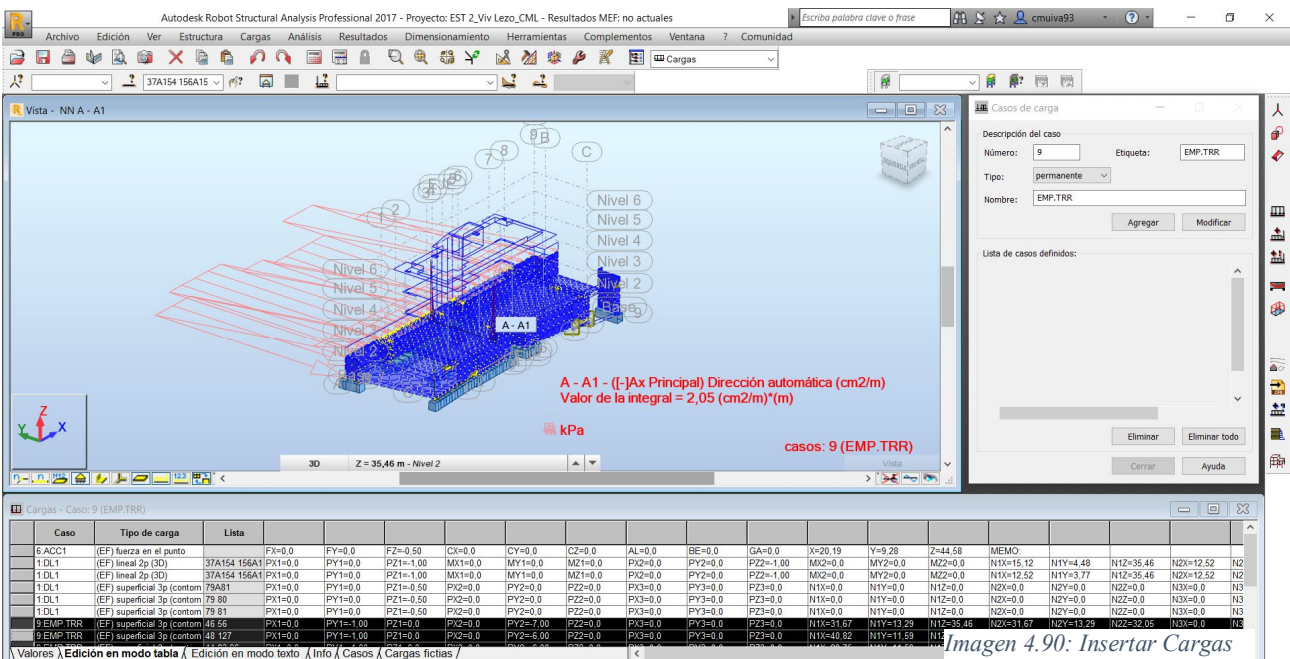 Autodesk Robot Structural Analysis Professional 2017 - Proyecto: EST 2_Viv Lezo_CML - Resultados MEF: no actuales
Escriba palabra clave o frase
cmuiva93
PRO
Archivo Edición Ver Estructura Cargas Análisis Resultados Dimensionamiento Herramientas Complementos Ventana ? Comunidad
Cargas
37A154 156A15
Vista - NN A - A1
9 B
8
7
C
2
1
Nivel 6
Nivel 5
Nivel 4
Nivel 3
Nivel 2
Base
Nivel 6
Nivel 5
Nivel 4
Nivel 3
Nivel 2
Base
A - A1
A - A1 - ([-]Ax Principal) Dirección automática (cm2/m)
Valor de la integral = 2,05 (cm2/m)*(m)
kPa
casos: 9 (EMP.TRR)
Z
Y
X
3D
Z = 35,46 m - Nivel 2
Vista
Casos de carga
Descripción del caso
Número: 9 Etiqueta: EMP.TRR
Tipo: permanente
Nombre: EMP.TRR
Agregar Modificar
Lista de casos definidos:
Eliminar Eliminar todo
Cerrar Ayuda
Cargas - Caso: 9 (EMP.TRR)
Caso Tipo de carga Lista
6:ACC1 (EF) fuerza en el punto FX=0,0 FY=0,0 FZ=-0,50 CX=0,0 CY=0,0 CZ=0,0 AL=0,0 BE=0,0 GA=0,0 X=20,19 Y=9,28 Z=44,58 MEMO:
1:DL1 (EF) lineal 2p (3D) 37A154 156A1 PX1=0,0 PY1=0,0 PZ1=-1,00 MX1=0,0 MY1=0,0 MZ1=0,0 PX2=0,0 PY2=0,0 PZ2=-1,00 MX2=0,0 MY2=0,0 MZ2=0,0 N1X=15,12 N1Y=4,48 N1Z=35,46 N2X=12,52 N2
1:DL1 (EF) lineal 2p (3D) 37A154 156A1 PX1=0,0 PY1=0,0 PZ1=-1,00 MX1=0,0 MY1=0,0 MZ1=0,0 PX2=0,0 PY2=0,0 PZ2=-1,00 MX2=0,0 MY2=0,0 MZ2=0,0 N1X=12,52 N1Y=3,77 N1Z=35,46 N2X=12,52 N2
1:DL1 (EF) superficial 3p (contorn 79A81 PX1=0,0 PY1=0,0 PZ1=-0,50 PX2=0,0 PY2=0,0 PZ2=0,0 PX3=0,0 PY3=0,0 PZ3=0,0 N1X=0,0 N1Y=0,0 N1Z=0,0 N2X=0,0 N2Y=0,0 N2Z=0,0 N3X=0,0 N3
1:DL1 (EF) superficial 3p (contorn 79 80 PX1=0,0 PY1=0,0 PZ1=-0,50 PX2=0,0 PY2=0,0 PZ2=0,0 PX3=0,0 PY3=0,0 PZ3=0,0 N1X=0,0 N1Y=0,0 N1Z=0,0 N2X=0,0 N2Y=0,0 N2Z=0,0 N3X=0,0 N3
1:DL1 (EF) superficial 3p (contorn 79 81 PX1=0,0 PY1=0,0 PZ1=-0,50 PX2=0,0 PY2=0,0 PZ2=0,0 PX3=0,0 PY3=0,0 PZ3=0,0 N1X=0,0 N1Y=0,0 N1Z=0,0 N2X=0,0 N2Y=0,0 N2Z=0,0 N3X=0,0 N3
9:EMP.TRR (EF) superficial 3p (contorn 46 56 PX1=0,0 PY1=-1,00 PZ1=0,0 PX2=0,0 PY2=-7,00 PZ2=0,0 PX3=0,0 PY3=0,0 PZ3=0,0 N1X=31,67 N1Y=13,29 N1Z=35,46 N2X=31,67 N2Y=13,29 N2Z=32,05 N3X=0,0 N3
9:EMP.TRR (EF) superficial 3p (contorn 48 127 PX1=0,0 PY1=-1,00 PZ1=0,0 PX2=0,0 PY2=-6,00 PZ2=0,0 PX3=0,0 PY3=0,0 PZ3=0,0 N1X=40,82 N1Y=11,59
Imagen 4.90: Insertar Cargas
Valores Edición en modo tabla Edición en modo texto Info Casos Cargas fictias